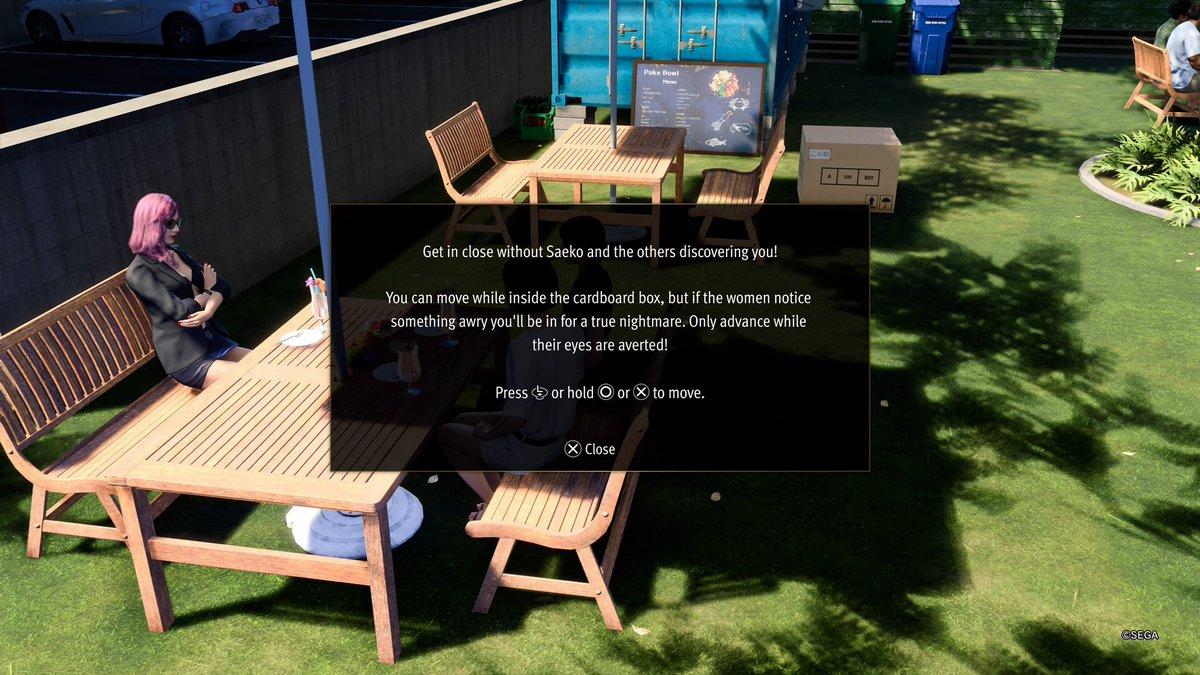 Poke Bowl
Menu
A UH 80V
Get in close without Saeko and the others discovering you!
You can move while inside the cardboard box, but if the women notice
something awry you'll be in for a true nightmare. Only advance while
their eyes are averted!
Press or hold or to move.
Close
©SEGA